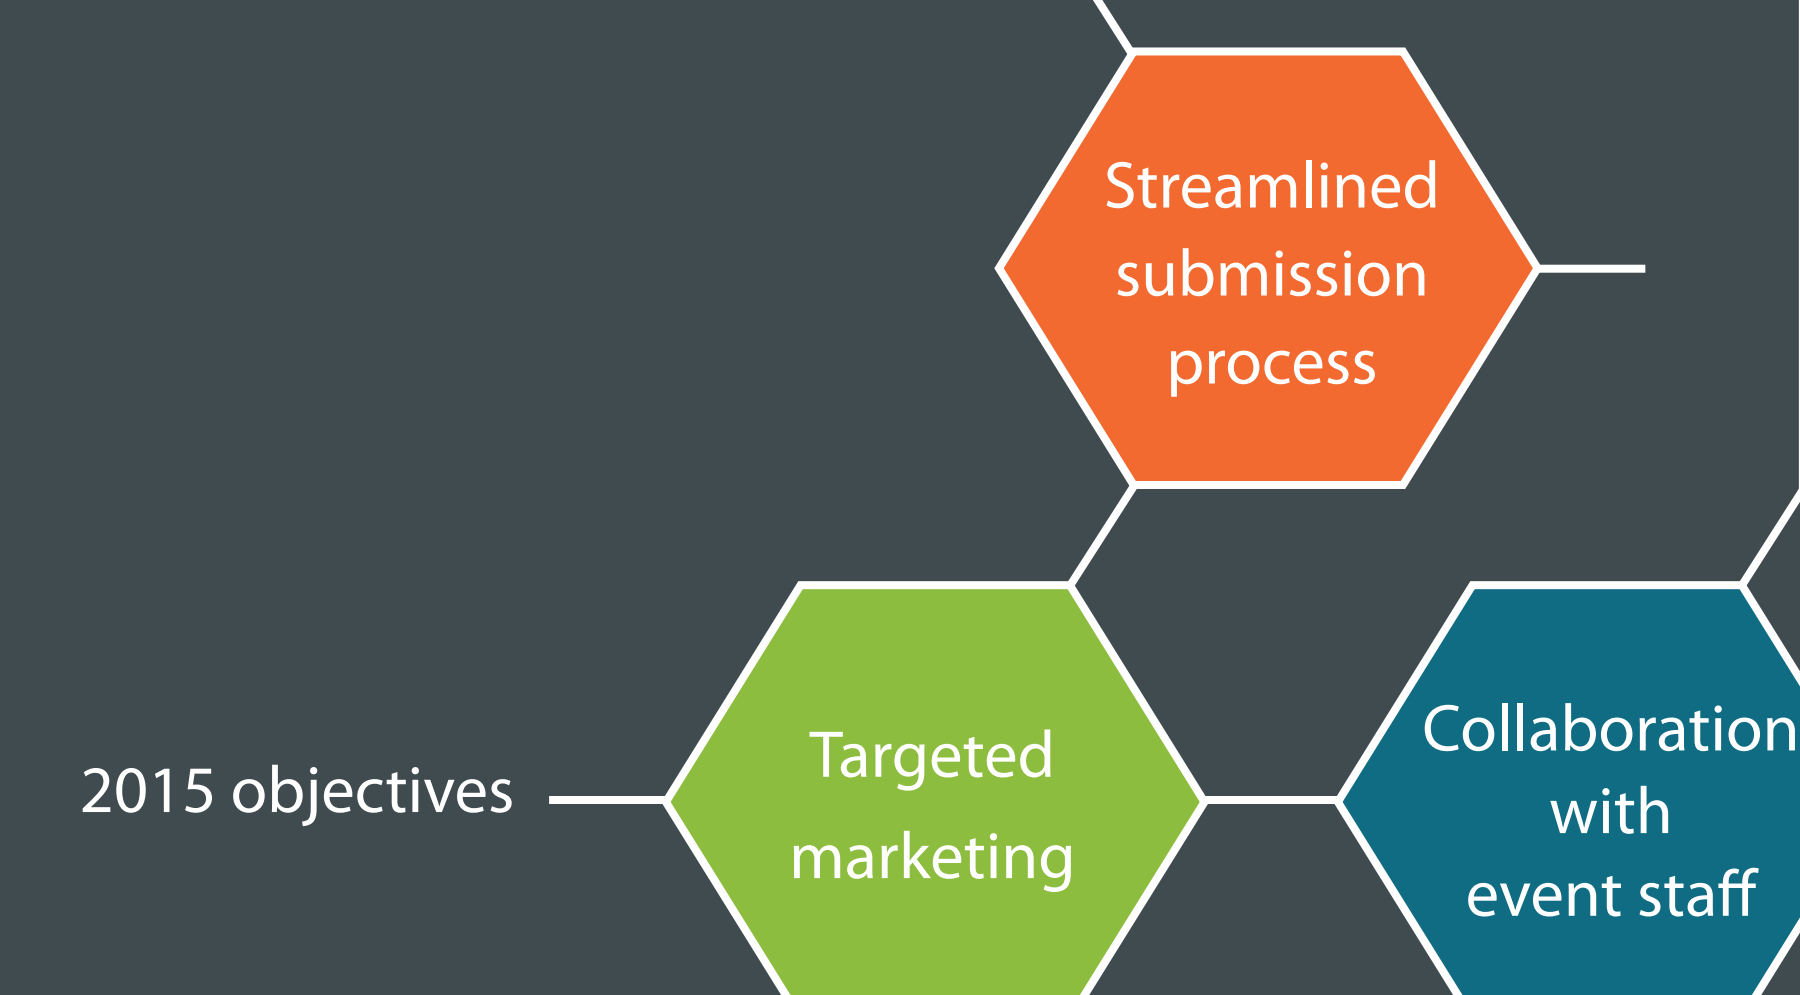 Streamlined
submission
process
2015 objectives
Targeted
marketing
Collaboration
with
event staff